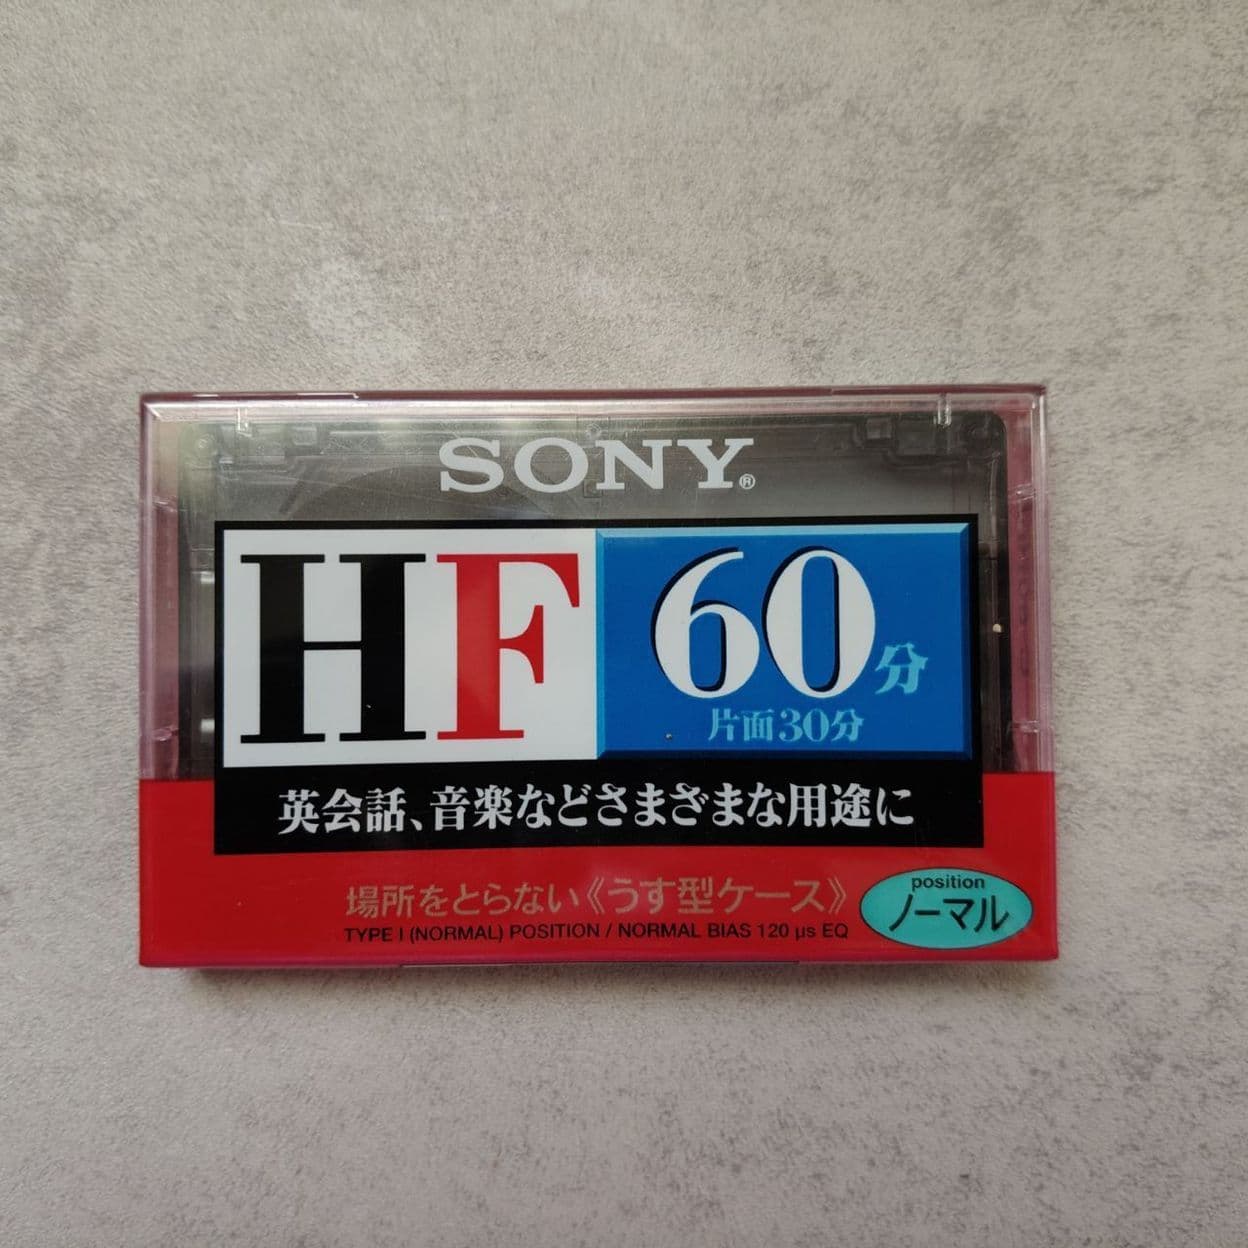 SONY®
HF 60分
片面30分
英会話、音楽などさまざまな用途に
場所をとらない《うす型ケース》
TYPE I (NORMAL) POSITION / NORMAL BIAS 120 µs EQ
position
ノーマル